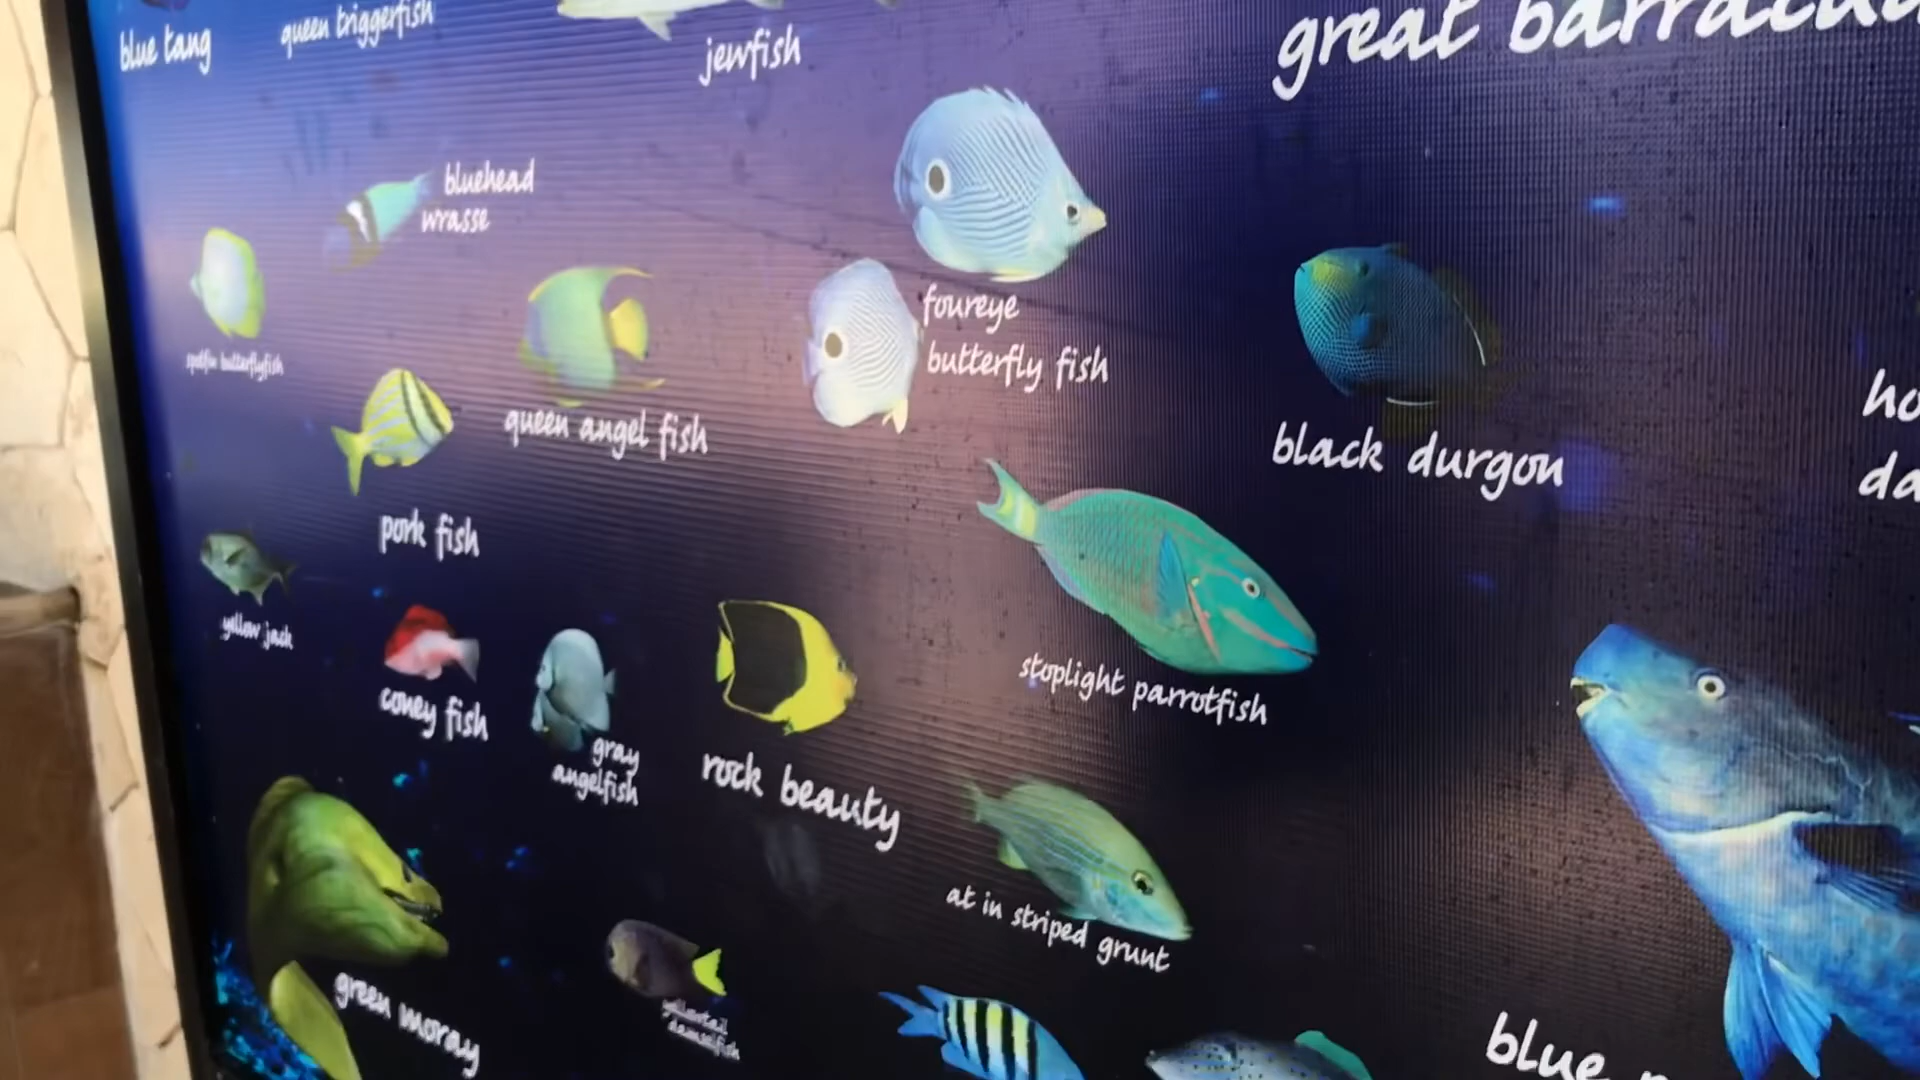 blue tang
queen triggerfish
jewfish
great
bluehead
wrasse
spotfin butterflyfish
foureye
butterfly fish
queen angel fish
black durgon
pork fish
yellow jack
coney fish
gray
angelfish
rock beauty
stoplight parrotfish
at in striped grunt
green moray
yellowtail
damselfish
blue